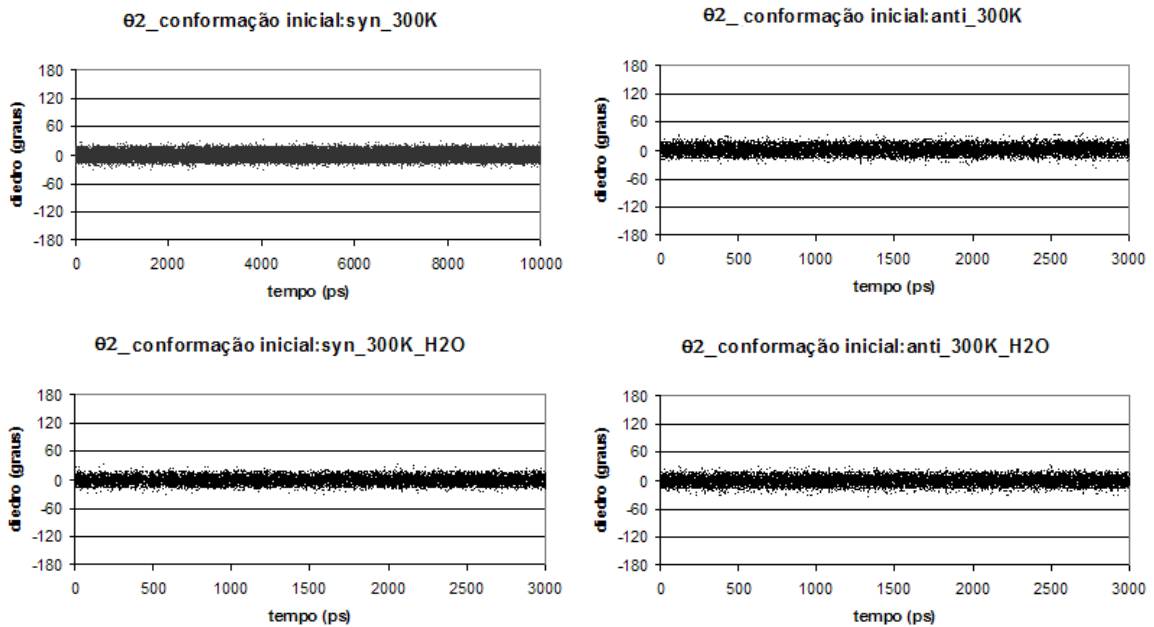 θ2_conformação inicial:syn_300K
180
120
60
0
-60
-120
-180
diedro (graus)
0 2000 4000 6000 8000 10000
tempo (ps)
θ2_ conformação inicial:anti_300K
180
120
60
0
-60
-120
-180
diedro (graus)
0 500 1000 1500 2000 2500 3000
tempo (ps)
θ2_ conformação inicial:syn_300K_H2O
180
120
60
0
-60
-120
-180
diedro (graus)
0 500 1000 1500 2000 2500 3000
tempo (ps)
θ2_conformação inicial:anti_300K_H2O
180
120
60
0
-60
-120
-180
diedro (graus)
0 500 1000 1500 2000 2500 3000
tempo (ps)